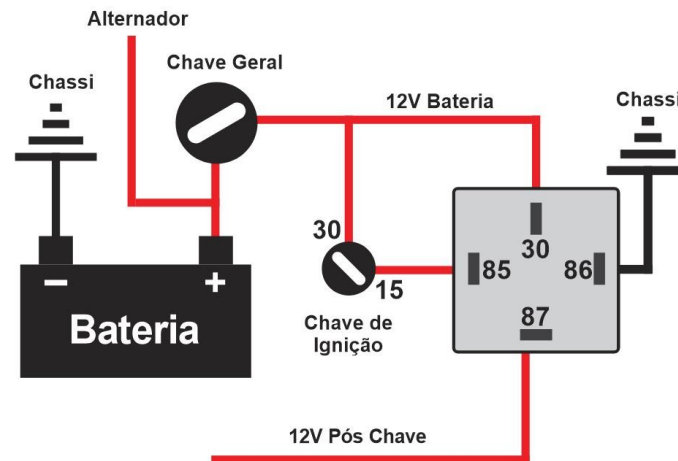 Alternador
Chave Geral
Chassi
12V Bateria
Chassi
30
30
85
86
15
87
− +
Bateria
Chave de
Ignição
12V Pós Chave